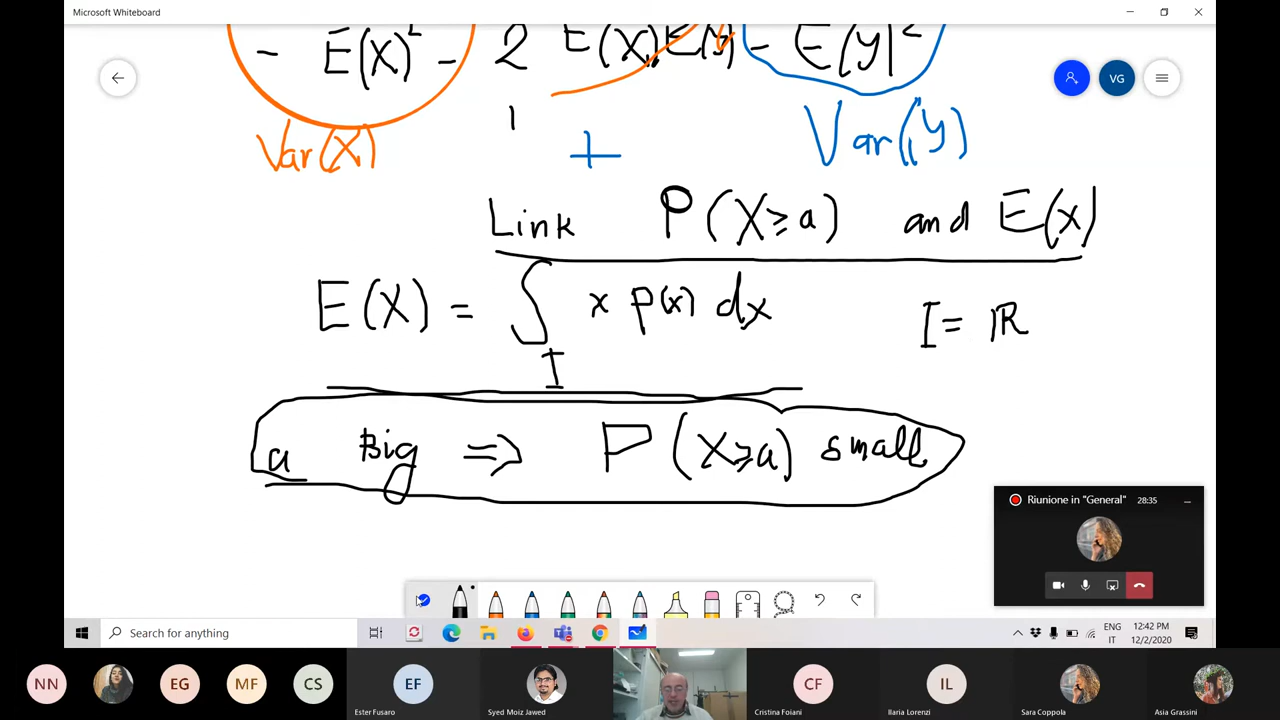 Microsoft Whiteboard
- E(X)² - 2 E(X)E(y) - E(y)²
VG
Var(X) + Var(y)
Link P(X≥a) and E(x)
E(X) = ∫ x p(x) dx I = ℝ
I
a Big => P(X≥a) small
Riunione in "General" 28:35
Search for anything
ENG
IT
12:42 PM
12/2/2020
NN EG MF CS EF CF IL
Ester Fusaro Syed Moiz Jawed Cristina Foiani Ilaria Lorenzi Sara Coppola Asia Grassini